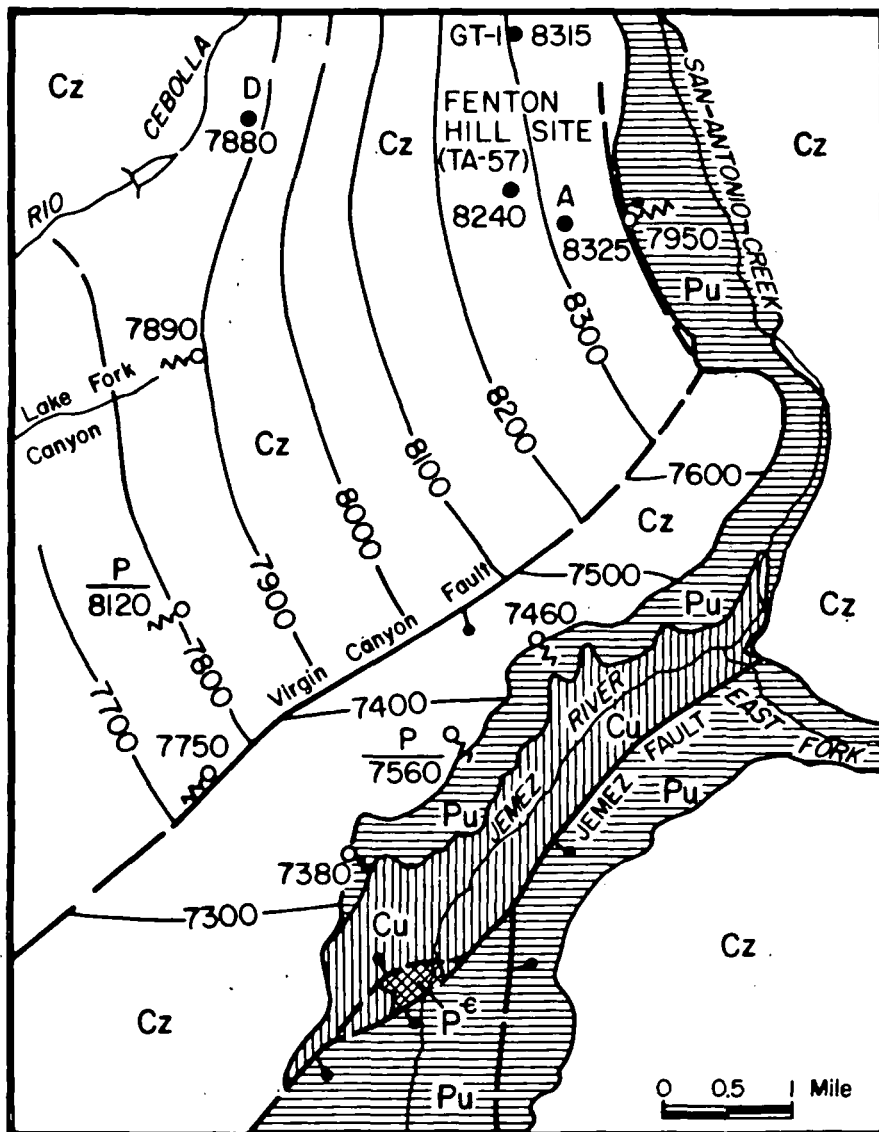 GT-1 8315
Cz
RIO CEBOLLA
D
7880
Cz
FENTON
HILL SITE
(TA-57)
8240
A
8325
SAN ANTONIO CREEK
Cz
7950
Pu
7890
Lake Fork
Canyon
Cz
8300
8200
8100
8000
7900
7800
7700
7600
Cz
P
8120
Virgin Canyon Fault
7500
Pu
7460
Cz
7400
7750
P
7560
RIVER
Cu
EAST
FORK
JEMEZ
JEMEZ FAULT
Pu
Pu
7380
7300
Cu
Cz
Cz
P€
Pu
0 0.5 1 Mile